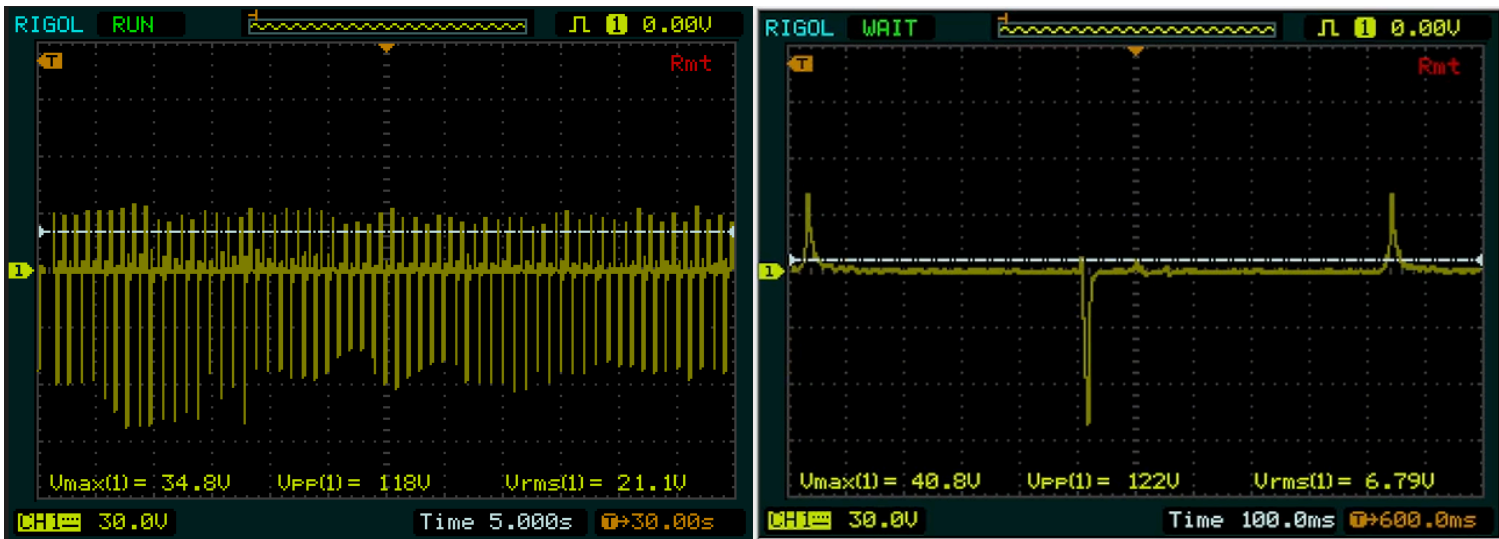 RIGOL RUN 1 0.00V
T
Rmt
1
Vmax(1)= 34.8V Vpp(1)= 118V Vrms(1)= 21.1V
CH1 30.0V Time 5.000s T→30.00s
RIGOL WAIT 1 0.00V
T
Rmt
1
Vmax(1)= 40.8V Vpp(1)= 122V Vrms(1)= 6.79V
CH1 30.0V Time 100.0ms T→600.0ms